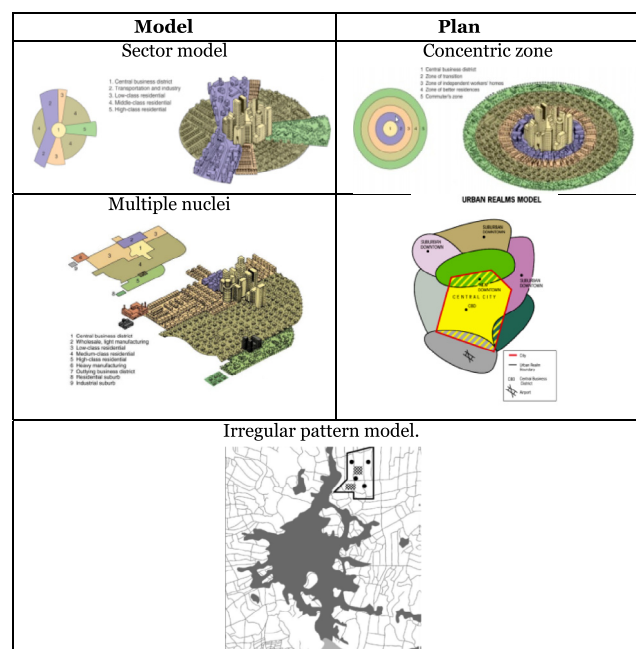 Model
Plan
Sector model
1. Central business district
2. Transportation and industry
3. Low-class residential
4. Middle-class residential
5. High-class residential
Concentric zone
1 Central business district
2 Zone of transition
3 Zone of independent workers' homes
4 Zone of better residences
5 Commuter's zone
Multiple nuclei
1 Central business district
2 Wholesale, light manufacturing
3 Low-class residential
4 Medium-class residential
5 High-class residential
6 Heavy manufacturing
7 Outlying business district
8 Residential suburb
9 Industrial suburb
URBAN REALMS MODEL
SUBURBAN
DOWNTOWN
SUBURBAN
DOWNTOWN
SUBURBAN
DOWNTOWN
NEW
DOWNTOWN
CENTRAL CITY
CBD
City
Urban Realm
Boundary
CBD Central Business
District
Airport
Irregular pattern model.